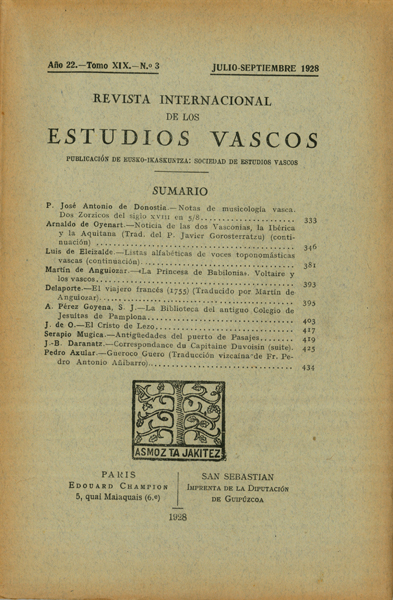 Año 22.—Tomo XIX.—N.º 3
JULIO-SEPTIEMBRE 1928
REVISTA INTERNACIONAL
DE LOS
ESTUDIOS VASCOS
PUBLICACIÓN DE EUSKO-IKASKUNTZA: SOCIEDAD DE ESTUDIOS VASCOS
SUMARIO
P. José Antonio de Donostia.—Notas de musicología vasca.
Dos Zorzicos del siglo XVIII en 5/8 333
Arnaldo de Oyenart.—Noticia de las dos Vasconias, la Ibérica
y la Aquitana (Trad. del P. Javier Gorosterratzu) (conti-
nuación) 346
Luis de Eleizalde.—Listas alfabéticas de voces toponomásticas
vascas (continuación) 381
Martín de Anguiozar.—«La Princesa de Babilonia». Voltaire y
los vascos 393
Delaporte.—El viajero francés (1755) (Traducido por Martín de
Anguiozar) 395
A. Pérez Goyena, S. J.—La Biblioteca del antiguo Colegio de
Jesuitas de Pamplona 403
J. de O.—El Cristo de Lezo 417
Serapio Mugica.—Antigüedades del puerto de Pasajes 419
J.-B. Daranatz.—Correspondance du Capitaine Duvoisin (suite). 425
Pedro Axular.—Gueroco Guero (Traducción vizcaína de Fr. Pe-
dro Antonio Añíbarro) 434
ASMOZ TA JAKITEZ
PARIS
EDOUARD CHAMPION
5, quai Malaquais (6.e)
SAN SEBASTIAN
IMPRENTA DE LA DIPUTACIÓN
DE GUIPÚZCOA
1928